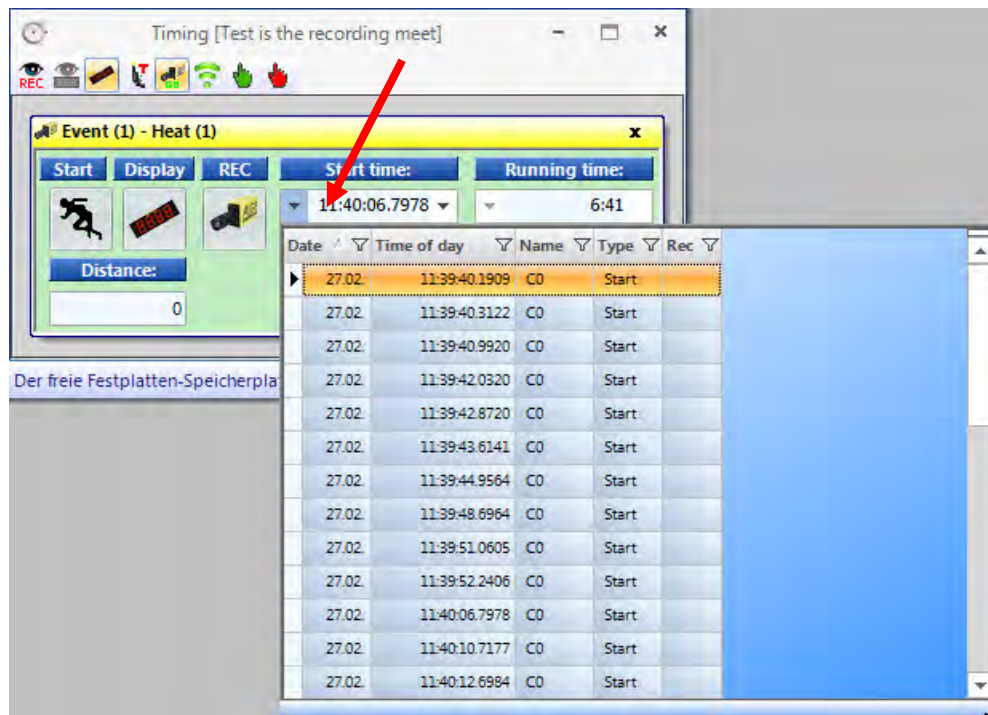 Timing [Test is the recording meet]
REC
Event (1) - Heat (1)
Start Display REC Start time: Running time:
11:40:06.7978 6:41
Distance:
0
Der freie Festplatten-Speicherpla
Date Time of day Name Type Rec
27.02. 11:39:40.1909 C0 Start
27.02. 11:39:40.3122 C0 Start
27.02. 11:39:40.9920 C0 Start
27.02. 11:39:42.0320 C0 Start
27.02. 11:39:42.8720 C0 Start
27.02. 11:39:43.6141 C0 Start
27.02. 11:39:44.9564 C0 Start
27.02. 11:39:48.6964 C0 Start
27.02. 11:39:51.0605 C0 Start
27.02. 11:39:52.2406 C0 Start
27.02. 11:40:06.7978 C0 Start
27.02. 11:40:10.7177 C0 Start
27.02. 11:40:12.6984 C0 Start